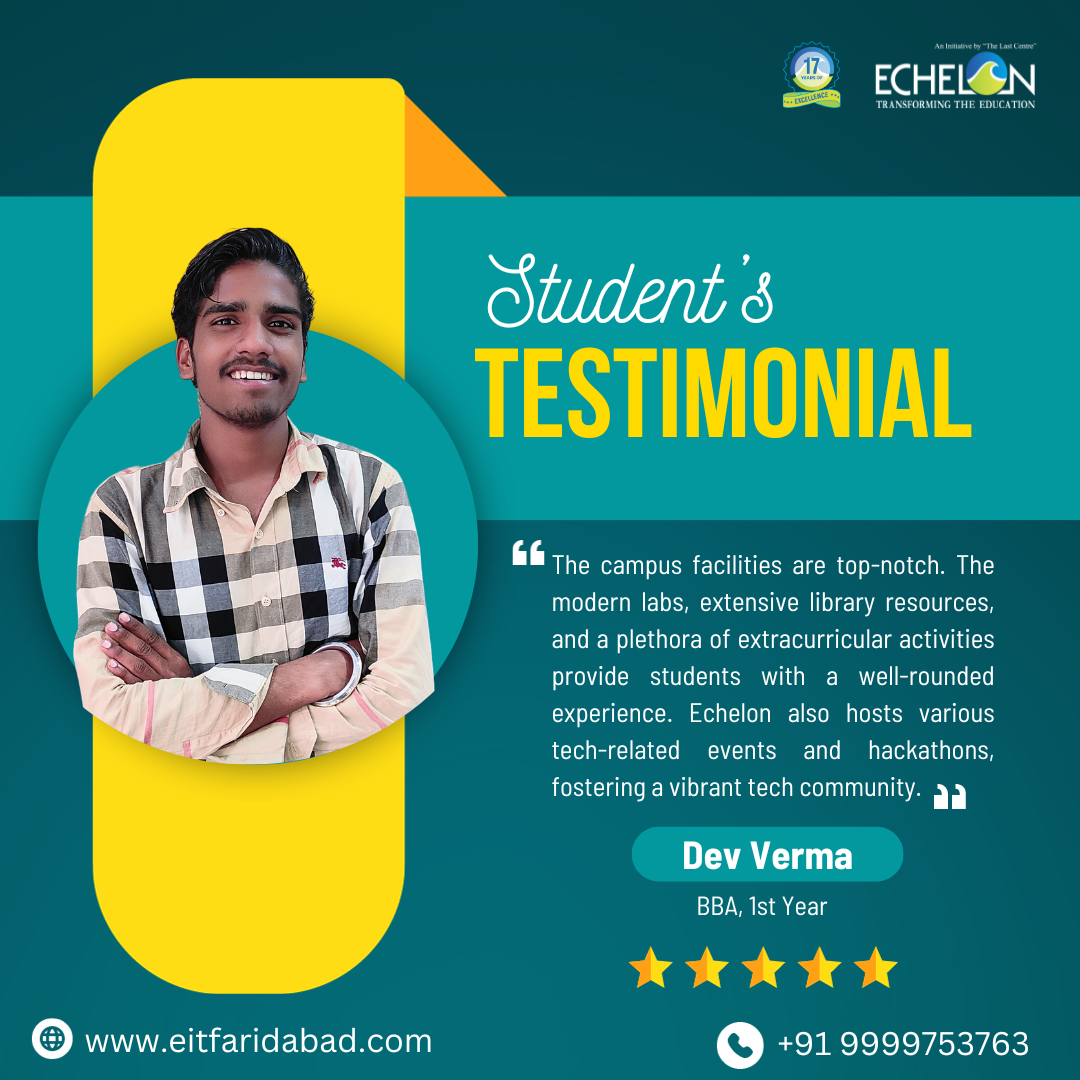 17
YEARS OF
EXCELLENCE
An Initiative by "The Last Centre"
ECHELON
TRANSFORMING THE EDUCATION
Student's
TESTIMONIAL
“The campus facilities are top-notch. The
modern labs, extensive library resources,
and a plethora of extracurricular activities
provide students with a well-rounded
experience. Echelon also hosts various
tech-related events and hackathons,
fostering a vibrant tech community.”
Dev Verma
BBA, 1st Year
www.eitfaridabad.com
+91 9999753763